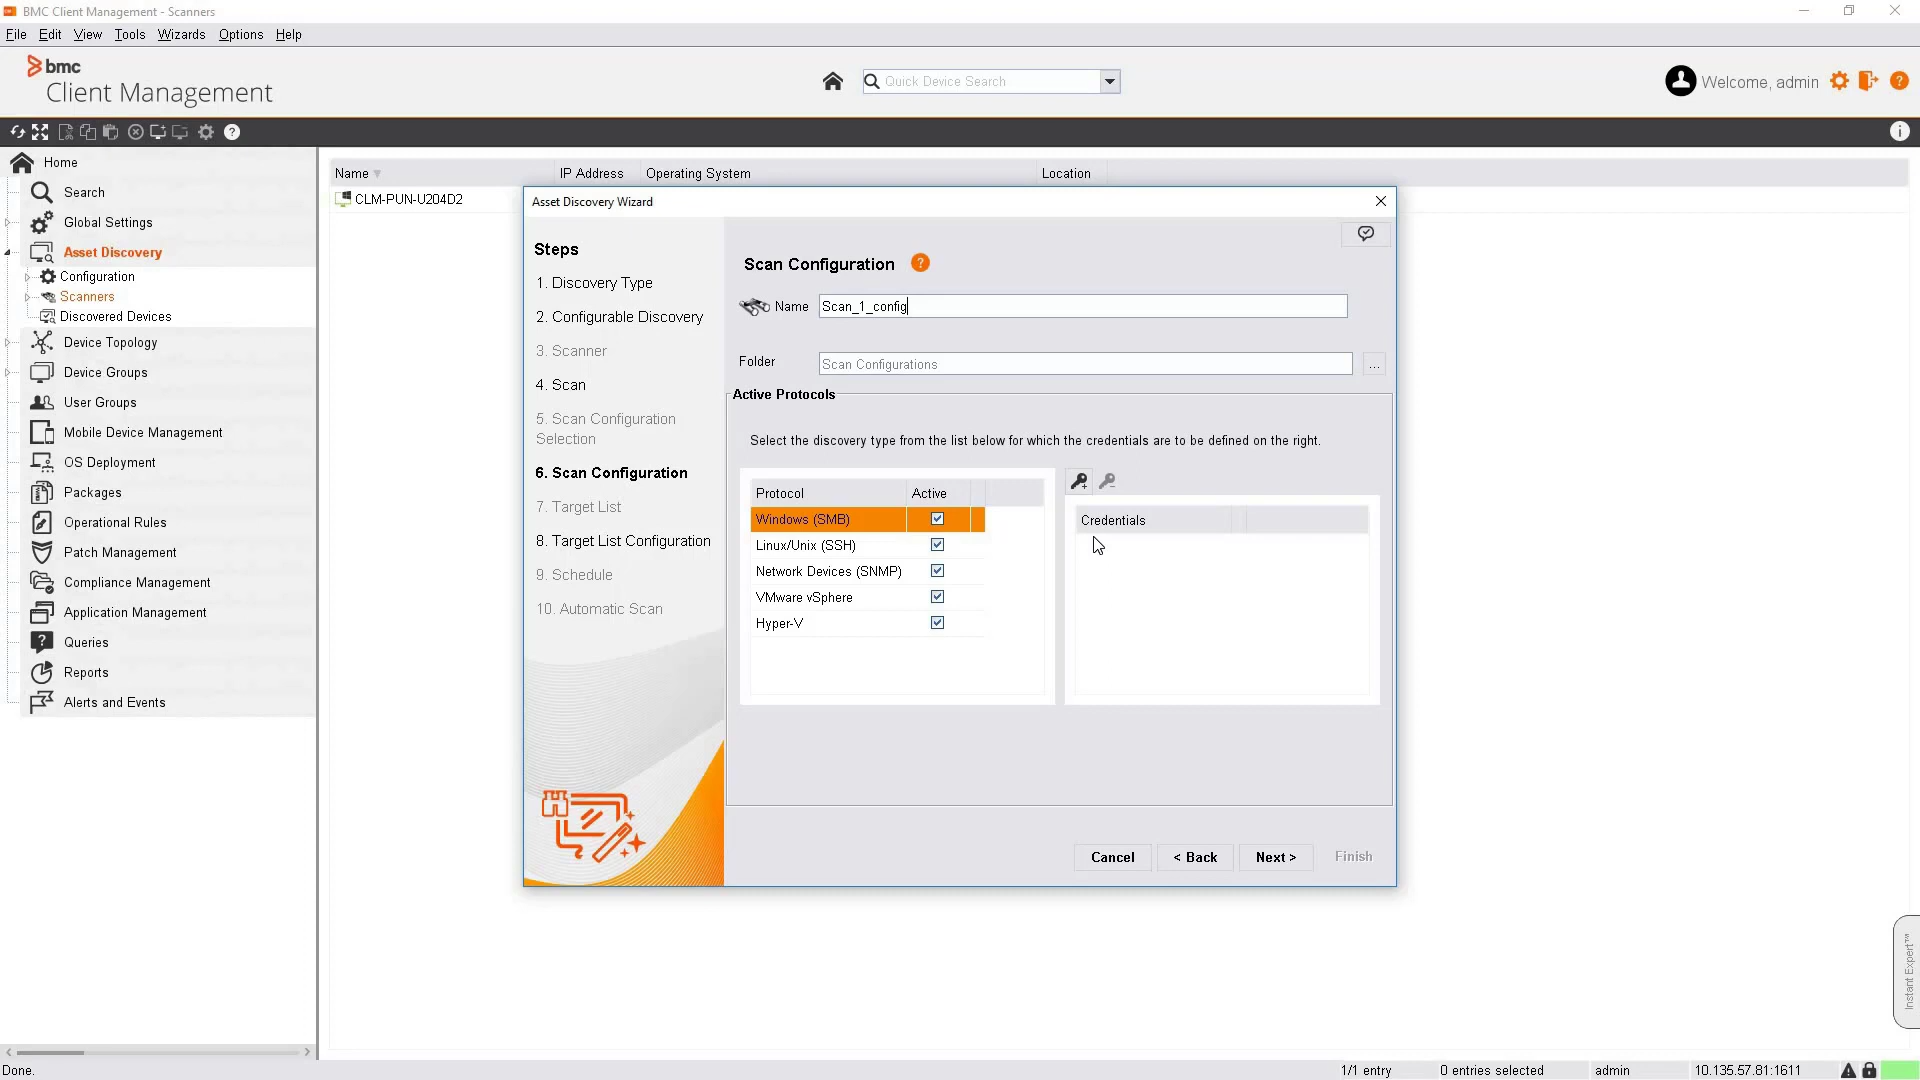 BMC Client Management - Scanners
File Edit View Tools Wizards Options Help
bmc
Client Management
Quick Device Search
Welcome, admin
Home
Search
Global Settings
Asset Discovery
Configuration
Scanners
Discovered Devices
Device Topology
Device Groups
User Groups
Mobile Device Management
OS Deployment
Packages
Operational Rules
Patch Management
Compliance Management
Application Management
Queries
Reports
Alerts and Events
Name IP Address Operating System Location
CLM-PUN-U204D2
Asset Discovery Wizard
Steps
1. Discovery Type
2. Configurable Discovery
3. Scanner
4. Scan
5. Scan Configuration
Selection
6. Scan Configuration
7. Target List
8. Target List Configuration
9. Schedule
10. Automatic Scan
Scan Configuration ?
Name Scan_1_config
Folder Scan Configurations ...
Active Protocols
Select the discovery type from the list below for which the credentials are to be defined on the right.
Protocol Active
Windows (SMB)
Linux/Unix (SSH)
Network Devices (SNMP)
VMware vSphere
Hyper-V
Credentials
Cancel < Back Next > Finish
Instant Expert™
Done. 1/1 entry 0 entries selected admin 10.135.57.81:1611